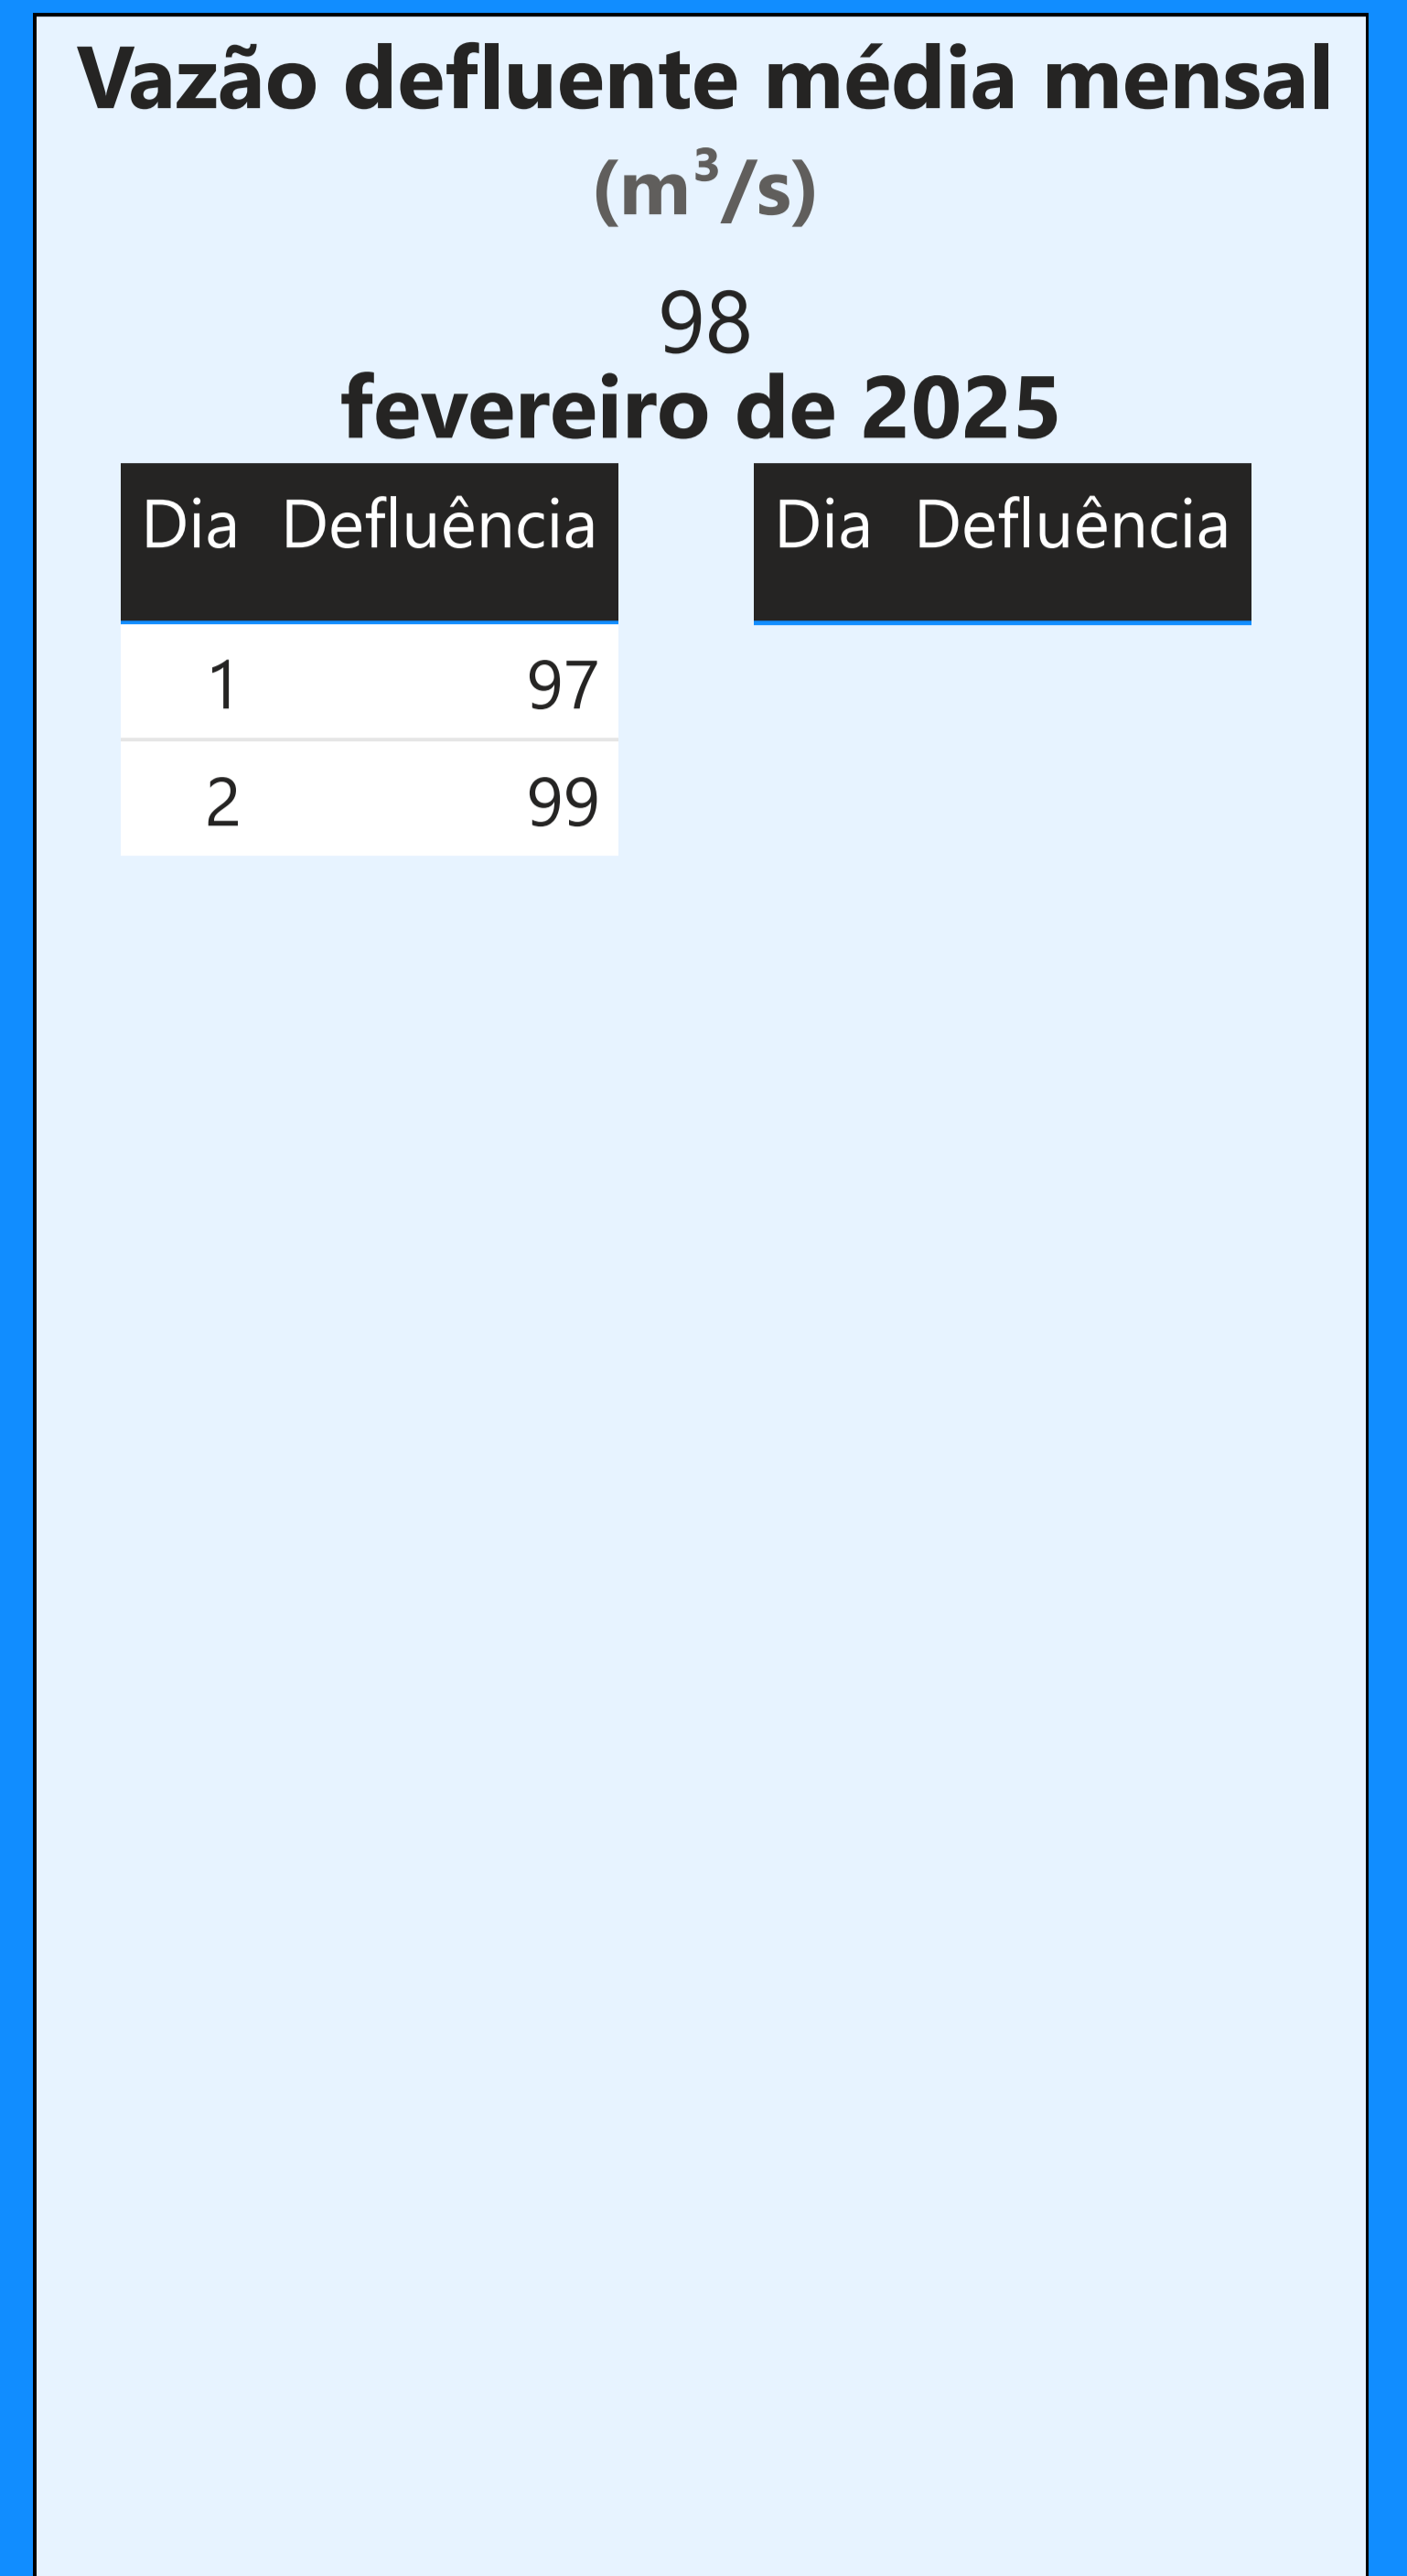 Vazão defluente média mensal
(m³/s)
98
fevereiro de 2025
Dia Defluência
1 97
2 99
Dia Defluência